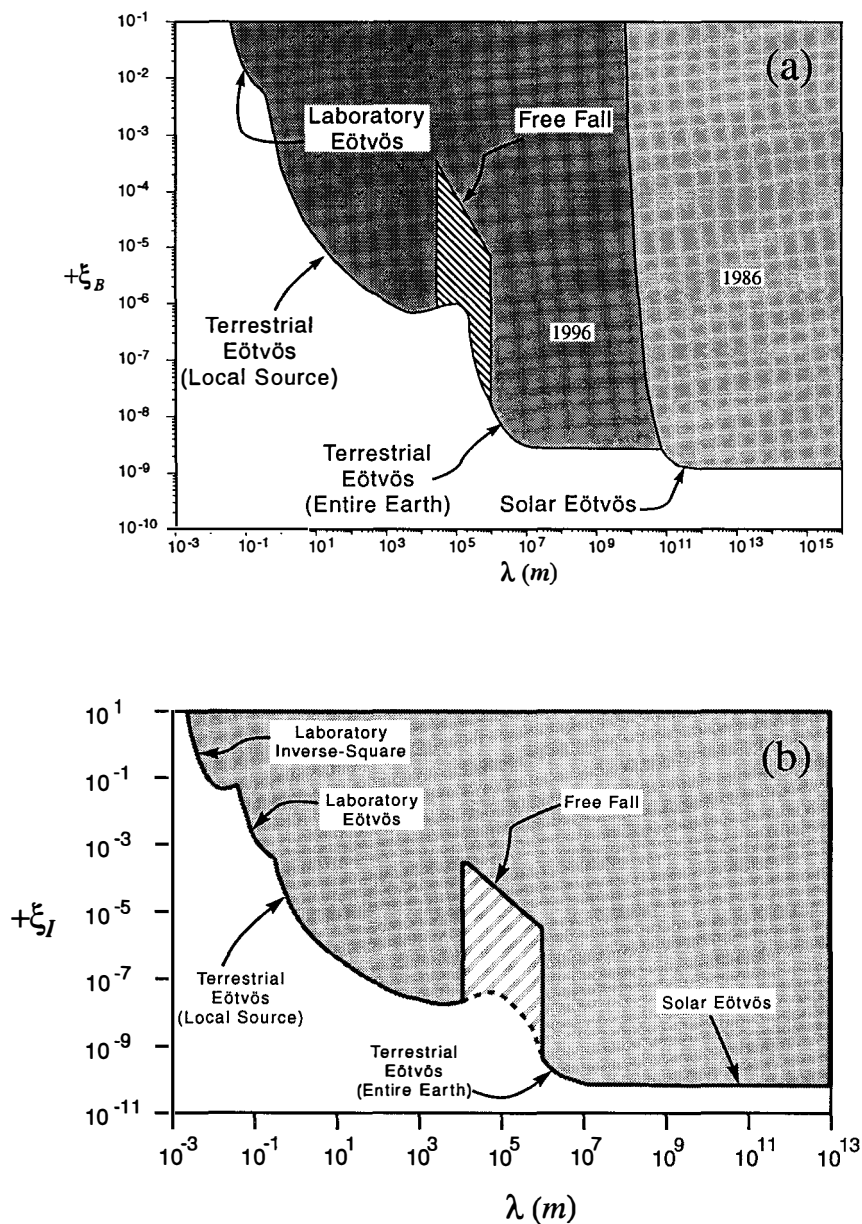 10⁻¹
10⁻²
10⁻³
10⁻⁴
10⁻⁵
10⁻⁶
10⁻⁷
10⁻⁸
10⁻⁹
10⁻¹⁰
+ξ_B
(a)
Laboratory
Eötvös
Free Fall
1986
1996
Terrestrial
Eötvös
(Local Source)
Terrestrial
Eötvös
(Entire Earth)
Solar Eötvös
10⁻³ 10⁻¹ 10¹ 10³ 10⁵ 10⁷ 10⁹ 10¹¹ 10¹³ 10¹⁵
λ (m)
10¹
10⁻¹
10⁻³
10⁻⁵
10⁻⁷
10⁻⁹
10⁻¹¹
+ξ_I
(b)
Laboratory
Inverse-Square
Laboratory
Eötvös
Free Fall
Terrestrial
Eötvös
(Local Source)
Solar Eötvös
Terrestrial
Eötvös
(Entire Earth)
10⁻³ 10⁻¹ 10¹ 10³ 10⁵ 10⁷ 10⁹ 10¹¹ 10¹³
λ (m)